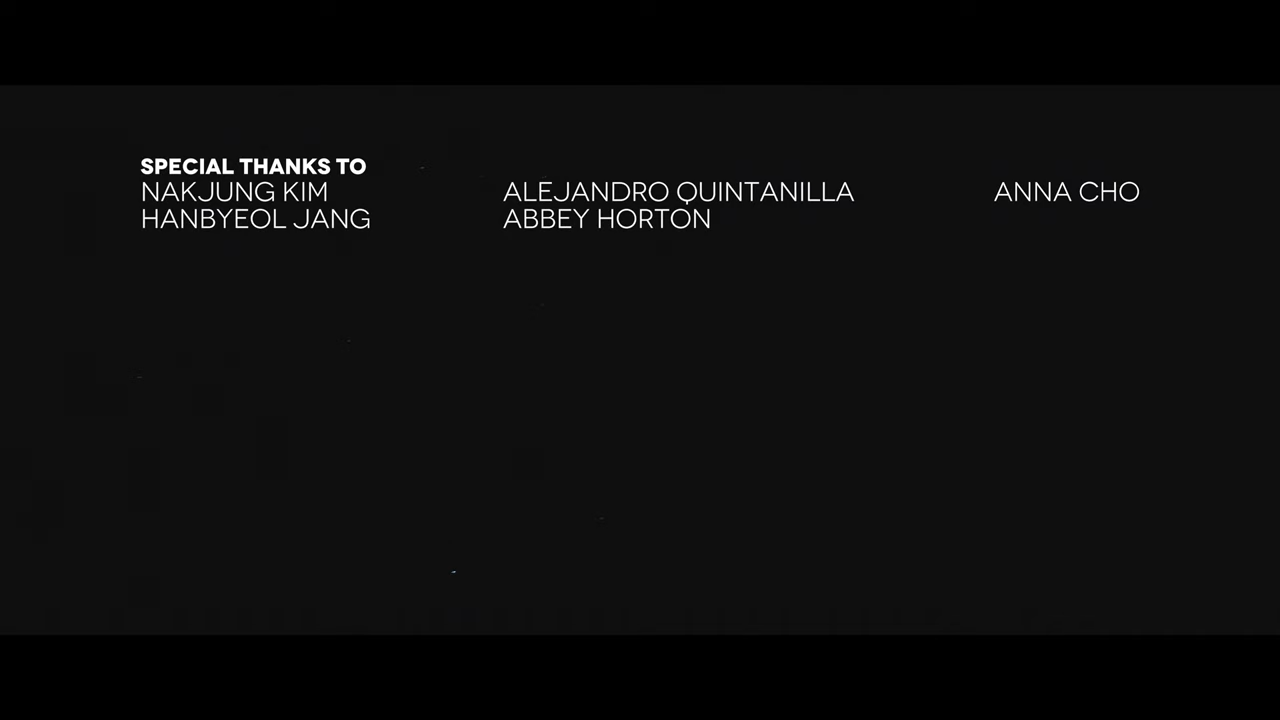 SPECIAL THANKS TO
NAKJUNG KIM ALEJANDRO QUINTANILLA ANNA CHO
HANBYEOL JANG ABBEY HORTON